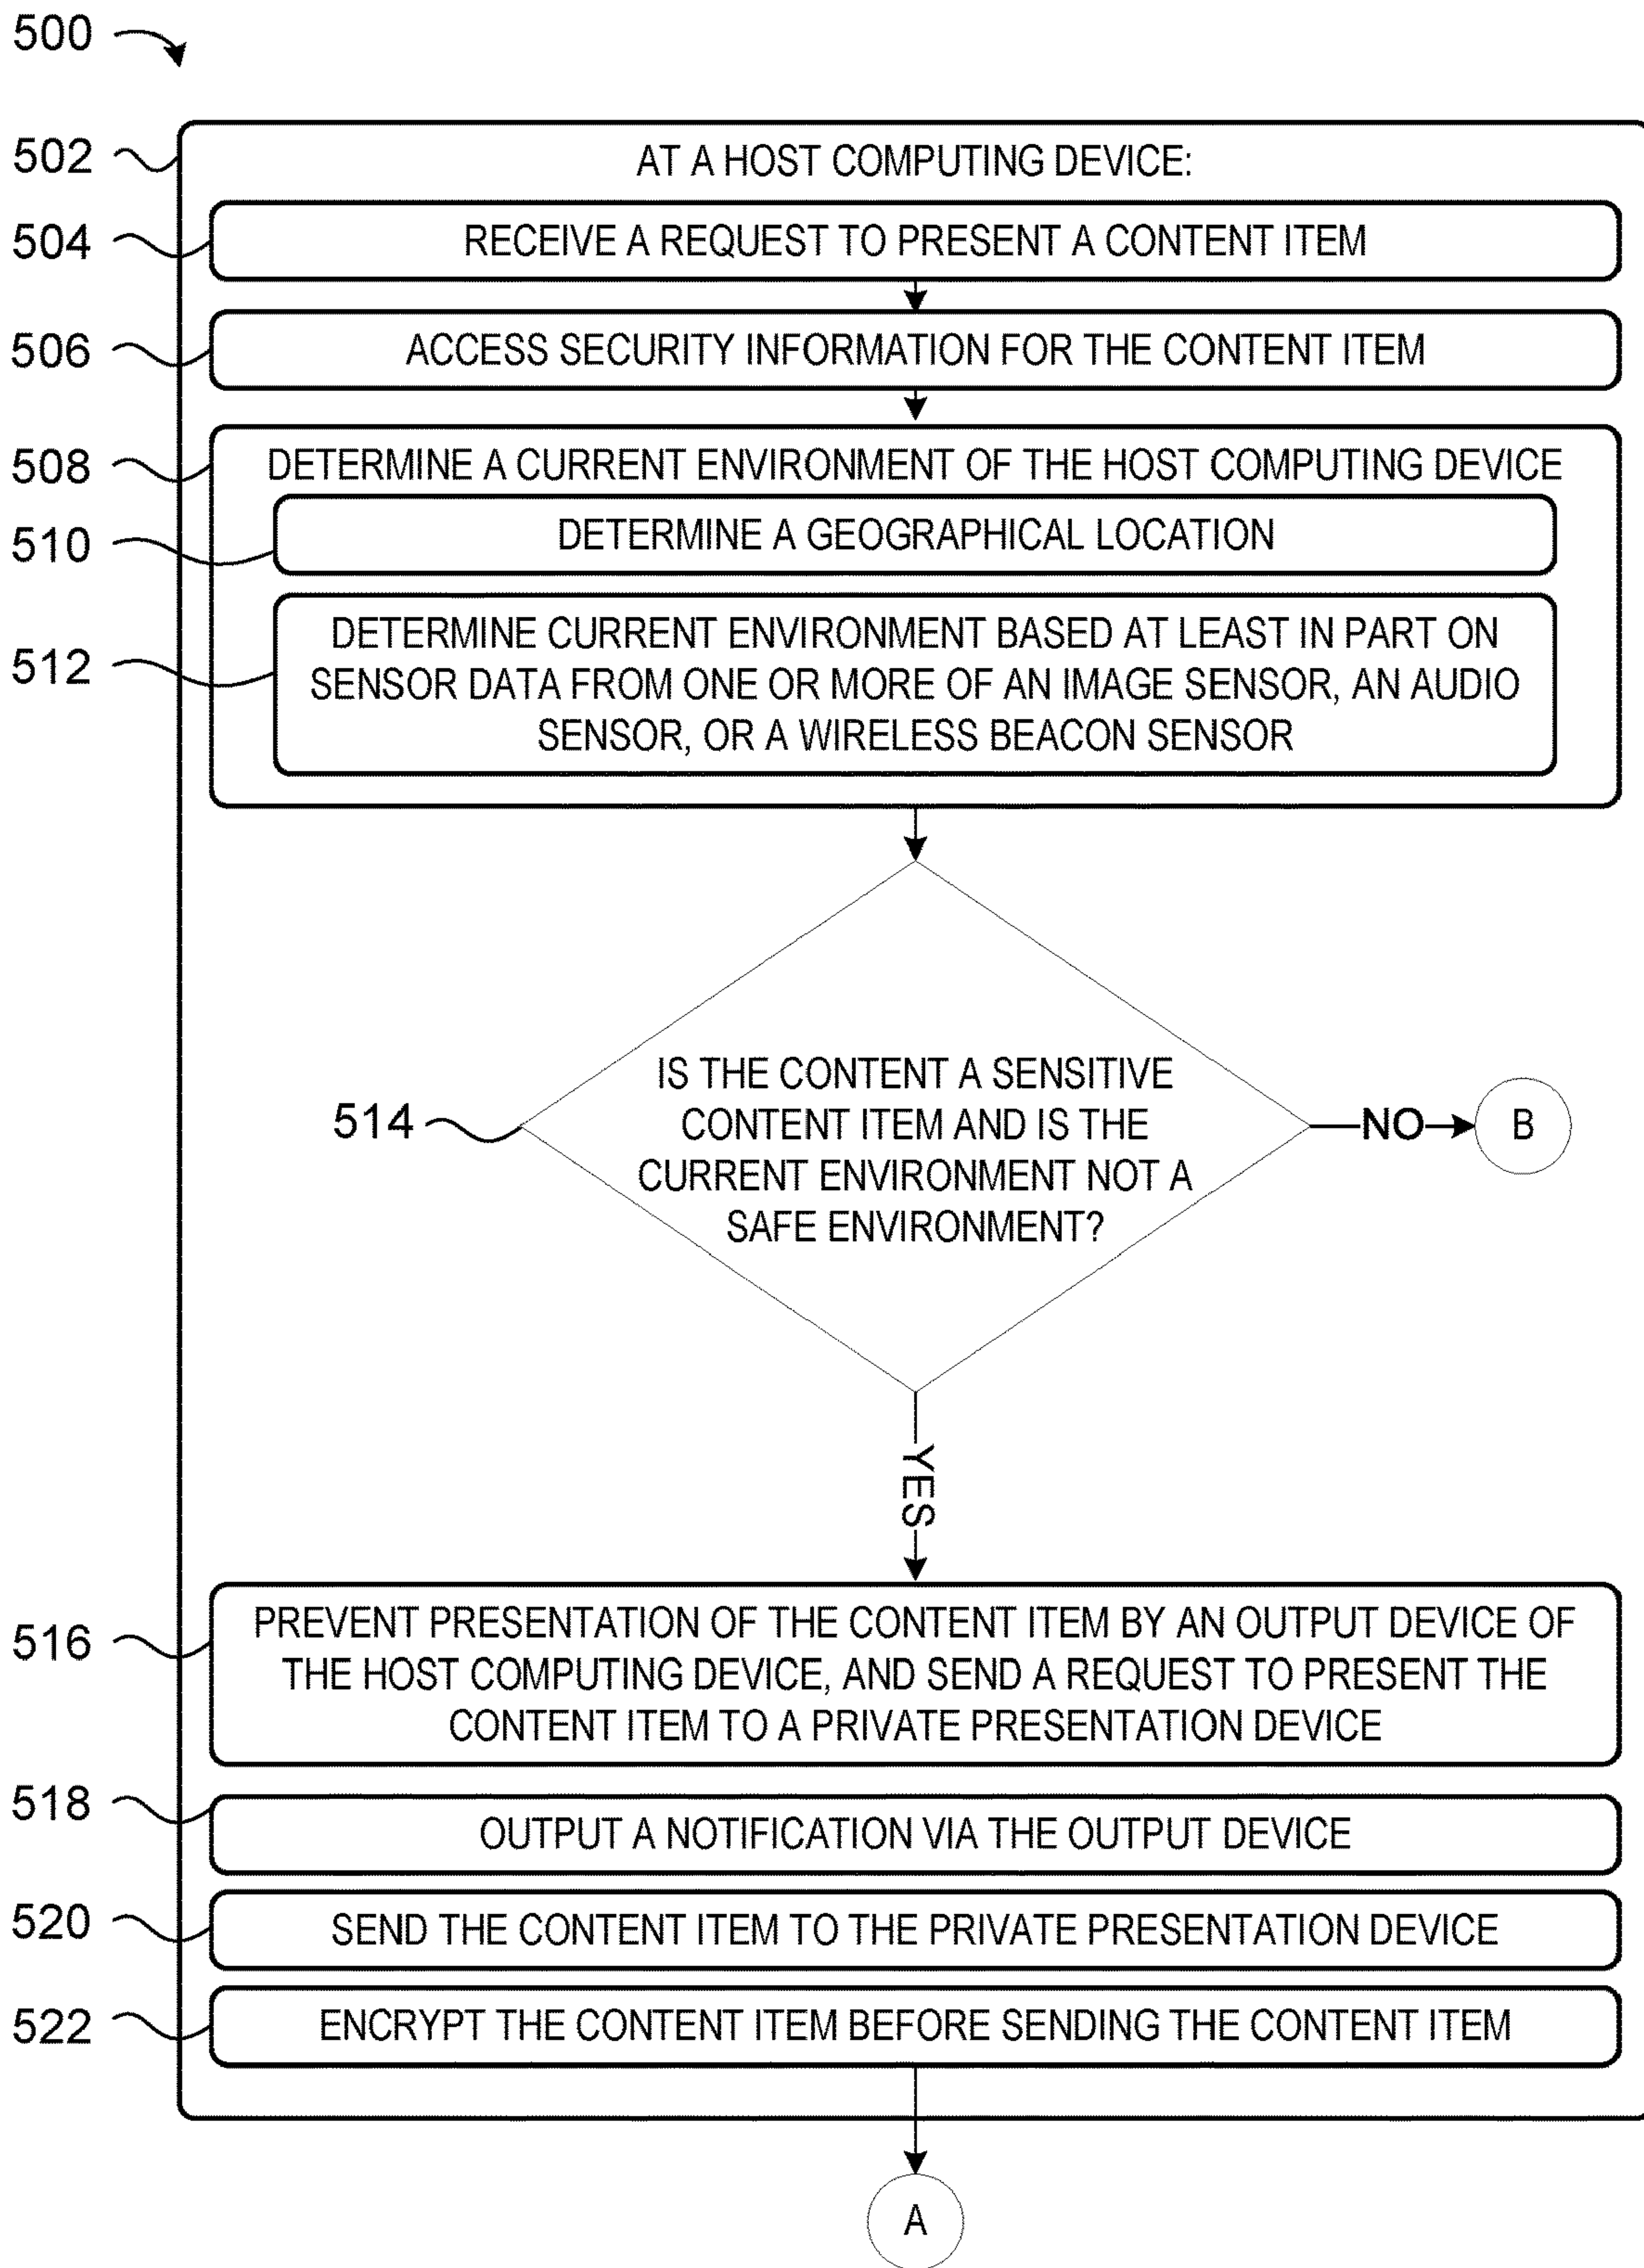 500
502
AT A HOST COMPUTING DEVICE:
504
RECEIVE A REQUEST TO PRESENT A CONTENT ITEM
506
ACCESS SECURITY INFORMATION FOR THE CONTENT ITEM
508
DETERMINE A CURRENT ENVIRONMENT OF THE HOST COMPUTING DEVICE
510
DETERMINE A GEOGRAPHICAL LOCATION
512
DETERMINE CURRENT ENVIRONMENT BASED AT LEAST IN PART ON
SENSOR DATA FROM ONE OR MORE OF AN IMAGE SENSOR, AN AUDIO
SENSOR, OR A WIRELESS BEACON SENSOR
514
IS THE CONTENT A SENSITIVE
CONTENT ITEM AND IS THE
CURRENT ENVIRONMENT NOT A
SAFE ENVIRONMENT?
NO
B
YES
516
PREVENT PRESENTATION OF THE CONTENT ITEM BY AN OUTPUT DEVICE OF
THE HOST COMPUTING DEVICE, AND SEND A REQUEST TO PRESENT THE
CONTENT ITEM TO A PRIVATE PRESENTATION DEVICE
518
OUTPUT A NOTIFICATION VIA THE OUTPUT DEVICE
520
SEND THE CONTENT ITEM TO THE PRIVATE PRESENTATION DEVICE
522
ENCRYPT THE CONTENT ITEM BEFORE SENDING THE CONTENT ITEM
A